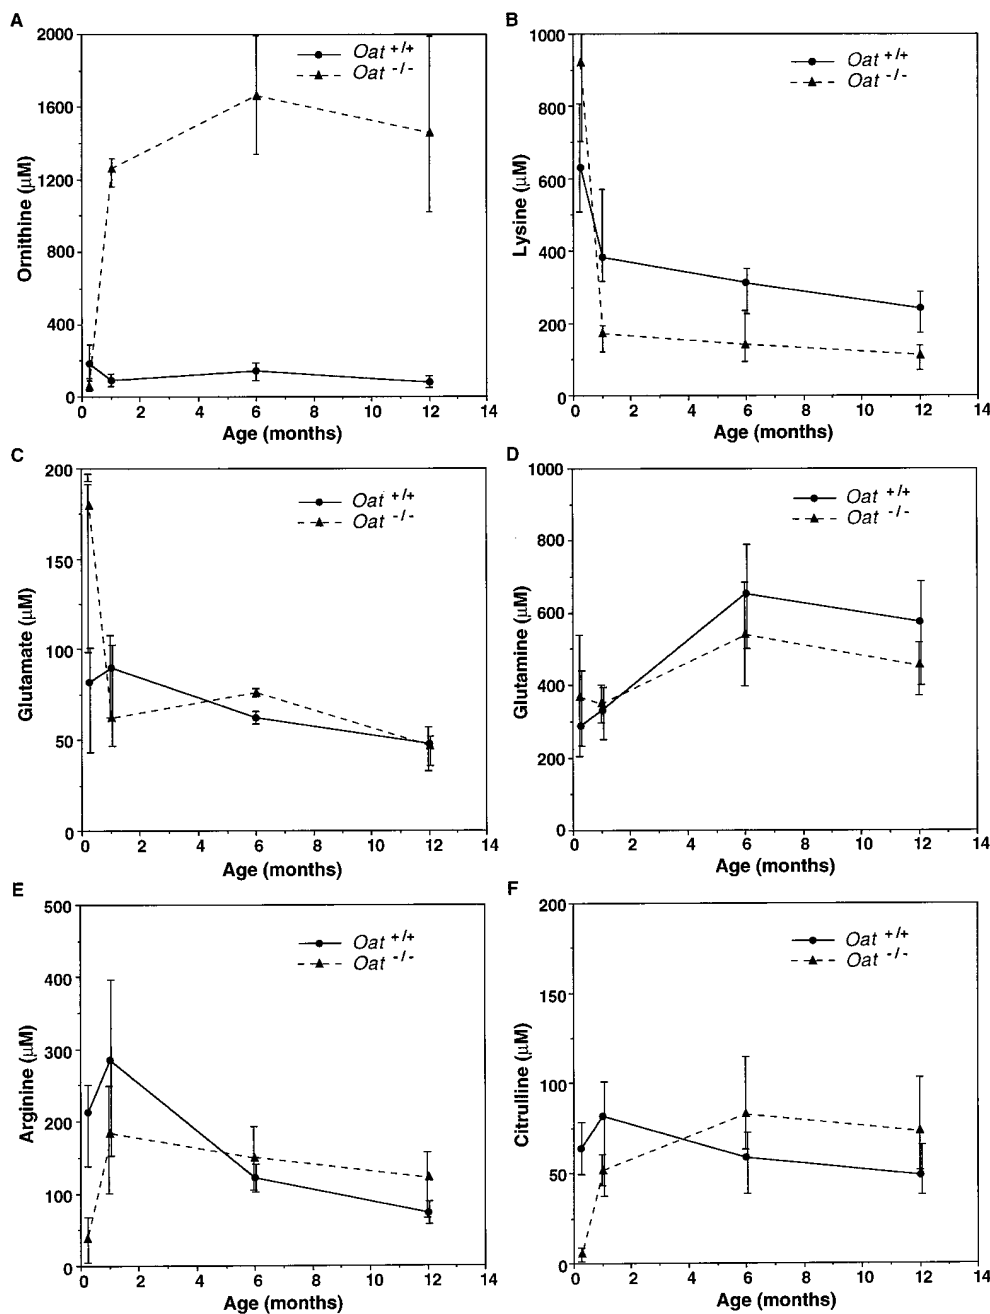 A
2000
1600
1200
800
400
0
Ornithine (μM)
Oat +/+
Oat -/-
0 2 4 6 8 10 12 14
Age (months)
B
1000
800
600
400
200
0
Lysine (μM)
Oat +/+
Oat -/-
0 2 4 6 8 10 12 14
Age (months)
C
200
150
100
50
0
Glutamate (μM)
Oat +/+
Oat -/-
0 2 4 6 8 10 12 14
Age (months)
D
1000
800
600
400
200
0
Glutamine (μM)
Oat +/+
Oat -/-
0 2 4 6 8 10 12 14
Age (months)
E
500
400
300
200
100
0
Arginine (μM)
Oat +/+
Oat -/-
0 2 4 6 8 10 12 14
Age (months)
F
200
150
100
50
0
Citrulline (μM)
Oat +/+
Oat -/-
0 2 4 6 8 10 12 14
Age (months)